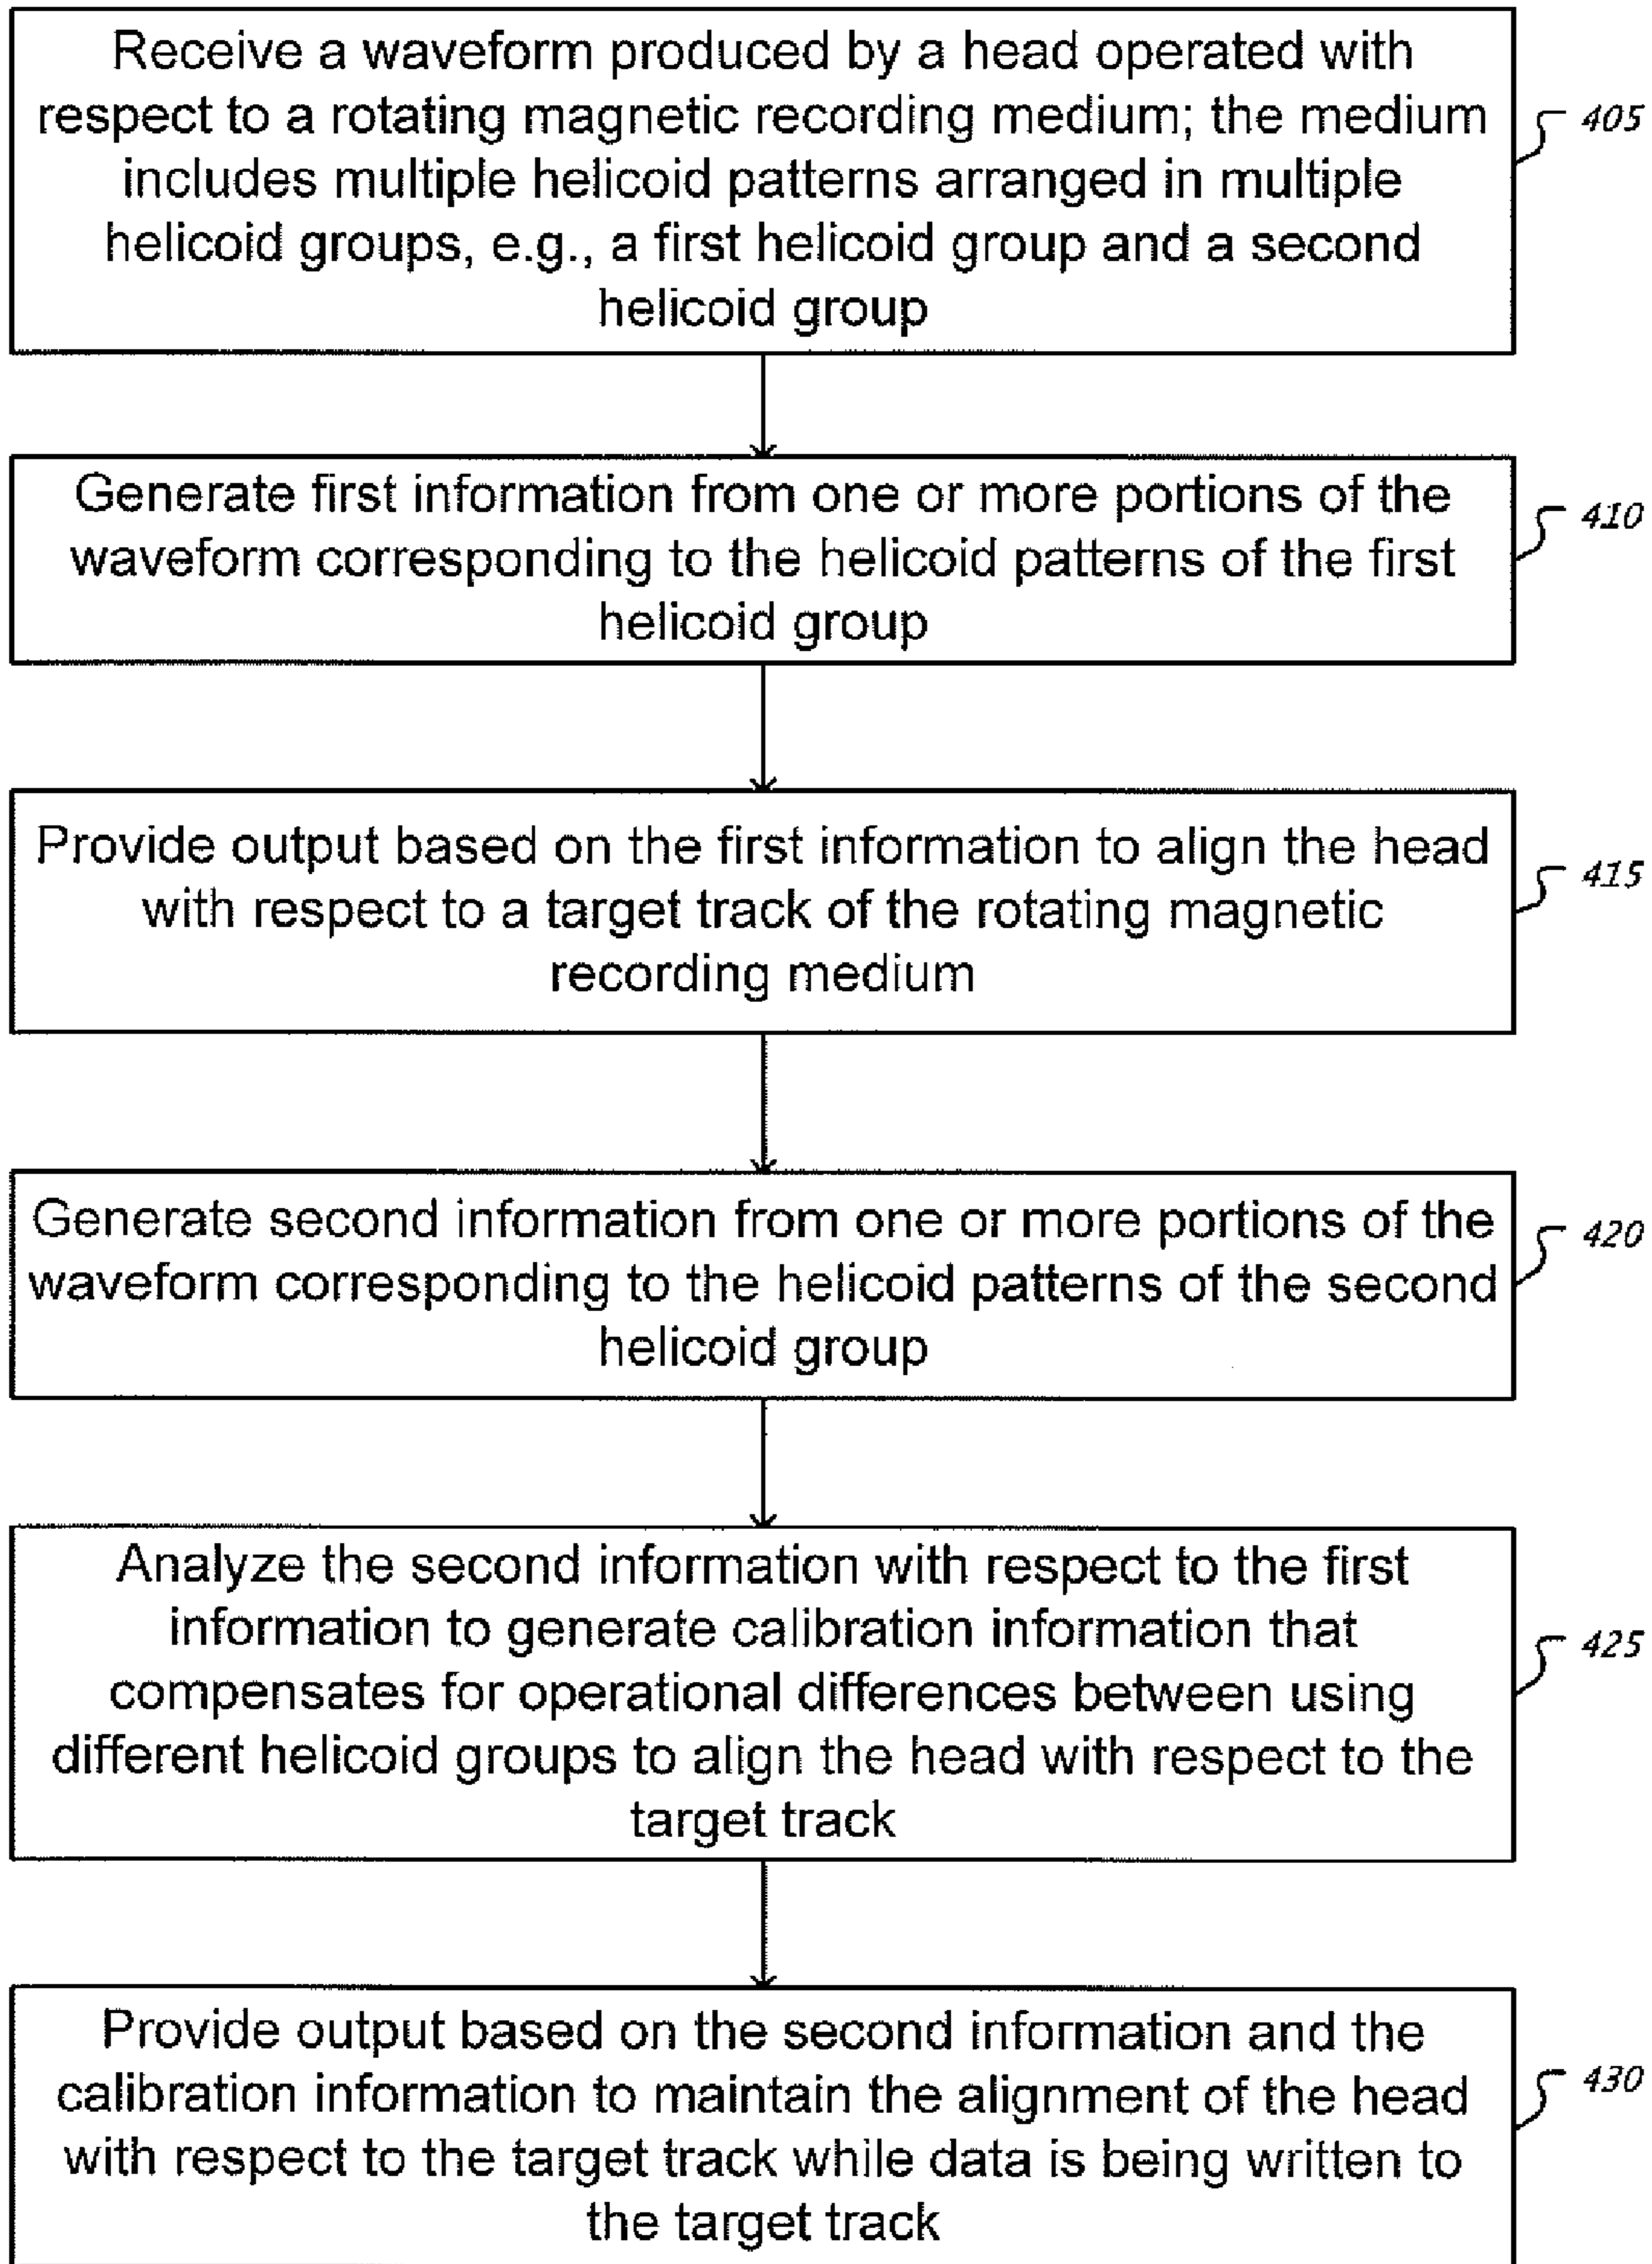 Receive a waveform produced by a head operated with
respect to a rotating magnetic recording medium; the medium
includes multiple helicoid patterns arranged in multiple
helicoid groups, e.g., a first helicoid group and a second
helicoid group
405
Generate first information from one or more portions of the
waveform corresponding to the helicoid patterns of the first
helicoid group
410
Provide output based on the first information to align the head
with respect to a target track of the rotating magnetic
recording medium
415
Generate second information from one or more portions of the
waveform corresponding to the helicoid patterns of the second
helicoid group
420
Analyze the second information with respect to the first
information to generate calibration information that
compensates for operational differences between using
different helicoid groups to align the head with respect to the
target track
425
Provide output based on the second information and the
calibration information to maintain the alignment of the head
with respect to the target track while data is being written to
the target track
430